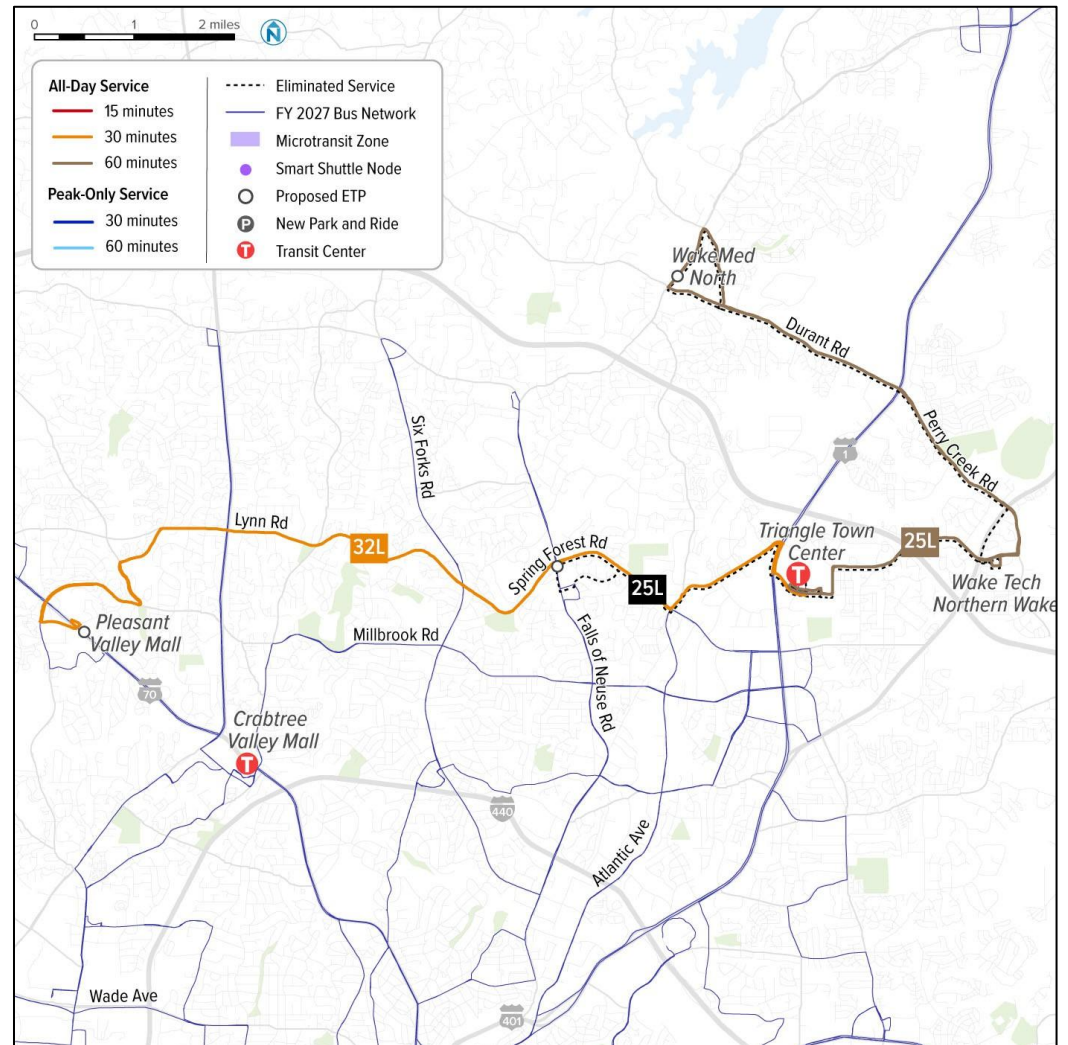 0 1 2 miles
N
All-Day Service
15 minutes
30 minutes
60 minutes
Peak-Only Service
30 minutes
60 minutes
Eliminated Service
FY 2027 Bus Network
Microtransit Zone
Smart Shuttle Node
Proposed ETP
P New Park and Ride
T Transit Center
WakeMed
North
Durant Rd
Perry Creek Rd
Six Forks Rd
1
Lynn Rd
32L
Spring Forest Rd
25L
Triangle Town
Center
T
25L
Wake Tech
Northern Wake
Pleasant
Valley Mall
Millbrook Rd
Falls of Neuse Rd
70
Crabtree
Valley Mall
T
440
Atlantic Ave
Wade Ave
401